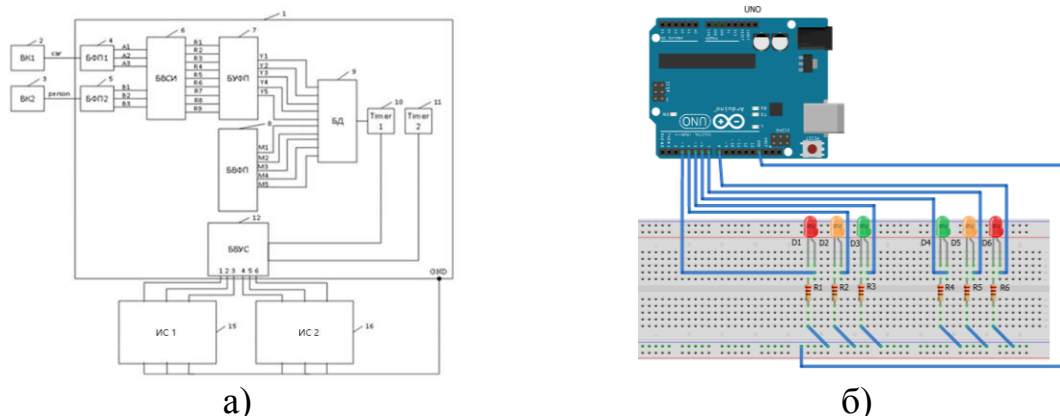 1
2
ВК1
car
3
ВК2
person
4
БФП1
5
БФП2
A1
A2
A3
B1
B2
B3
6
БВСИ
R1
R2
R3
R4
R5
R6
R7
R8
R9
7
БУФП
Y1
Y2
Y3
Y4
Y5
8
БВФП
M1
M2
M3
M4
M5
9
БД
10
Timer
1
11
Timer
2
12
БВУС
1 2 3 4 5 6
GND
ИС 1
15
ИС 2
16
а)
UNO
Arduino
UNO
D1
D2
D3
D4
D5
D6
R1
R2
R3
R4
R5
R6
б)